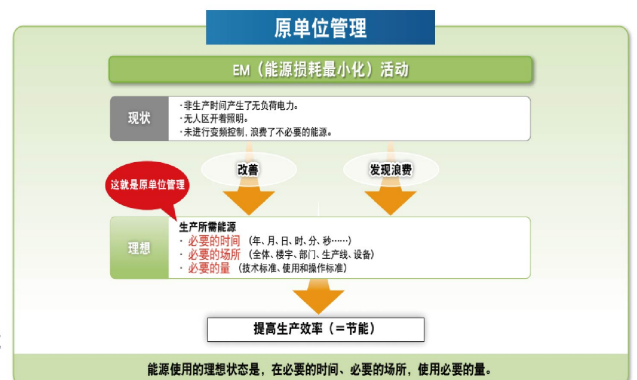 原单位管理
EM（能源损耗最小化）活动
现状
·非生产时间产生了无负荷电力。
·无人区开着照明。
·未进行变频控制，浪费了不必要的能源。
改善
发现浪费
这就是原单位管理
理想
生产所需能源
· 必要的时间 （年、月、日、时、分、秒……）
· 必要的场所 （全体、楼宇、部门、生产线、设备）
· 必要的量 （技术标准、使用和操作标准）
提高生产效率（＝节能）
能源使用的理想状态是，在必要的时间、必要的场所，使用必要的量。